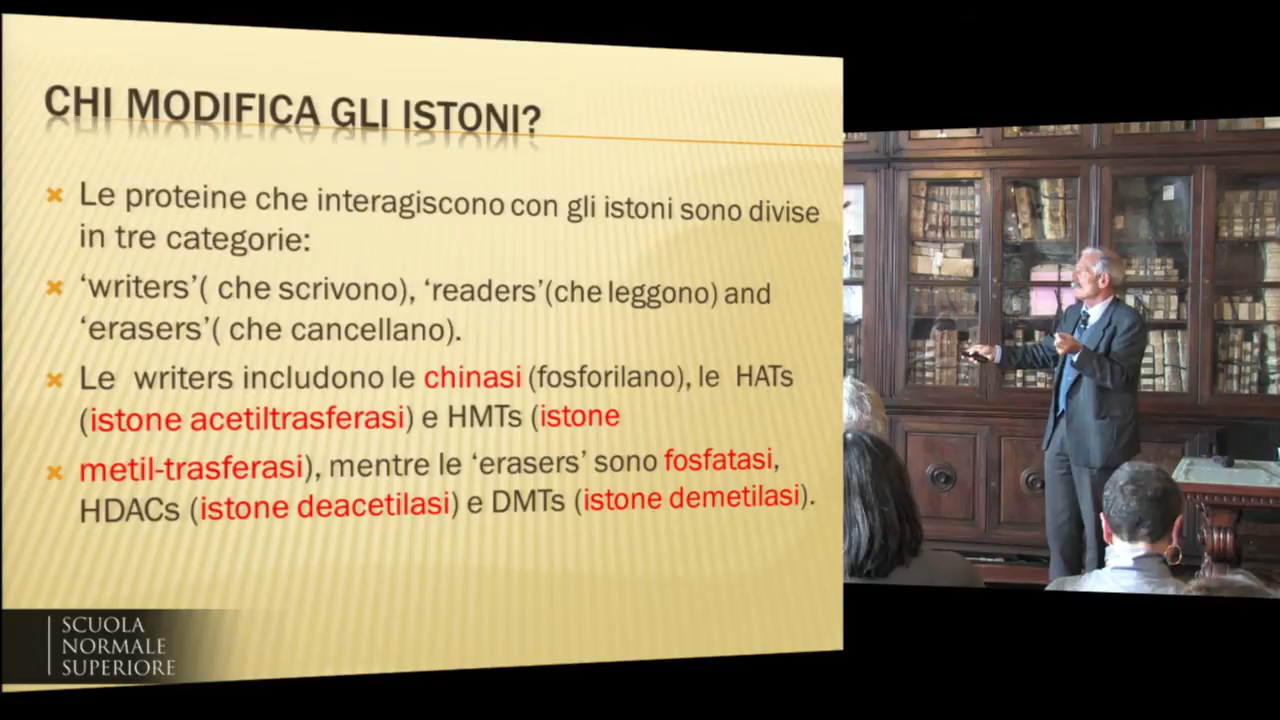 CHI MODIFICA GLI ISTONI?
Le proteine che interagiscono con gli istoni sono divise
in tre categorie:
‘writers’( che scrivono), ‘readers’(che leggono) and
‘erasers’( che cancellano).
Le writers includono le chinasi (fosforilano), le HATs
(istone acetiltrasferasi) e HMTs (istone
metil-trasferasi), mentre le ‘erasers’ sono fosfatasi,
HDACs (istone deacetilasi) e DMTs (istone demetilasi).
SCUOLA
NORMALE
SUPERIORE